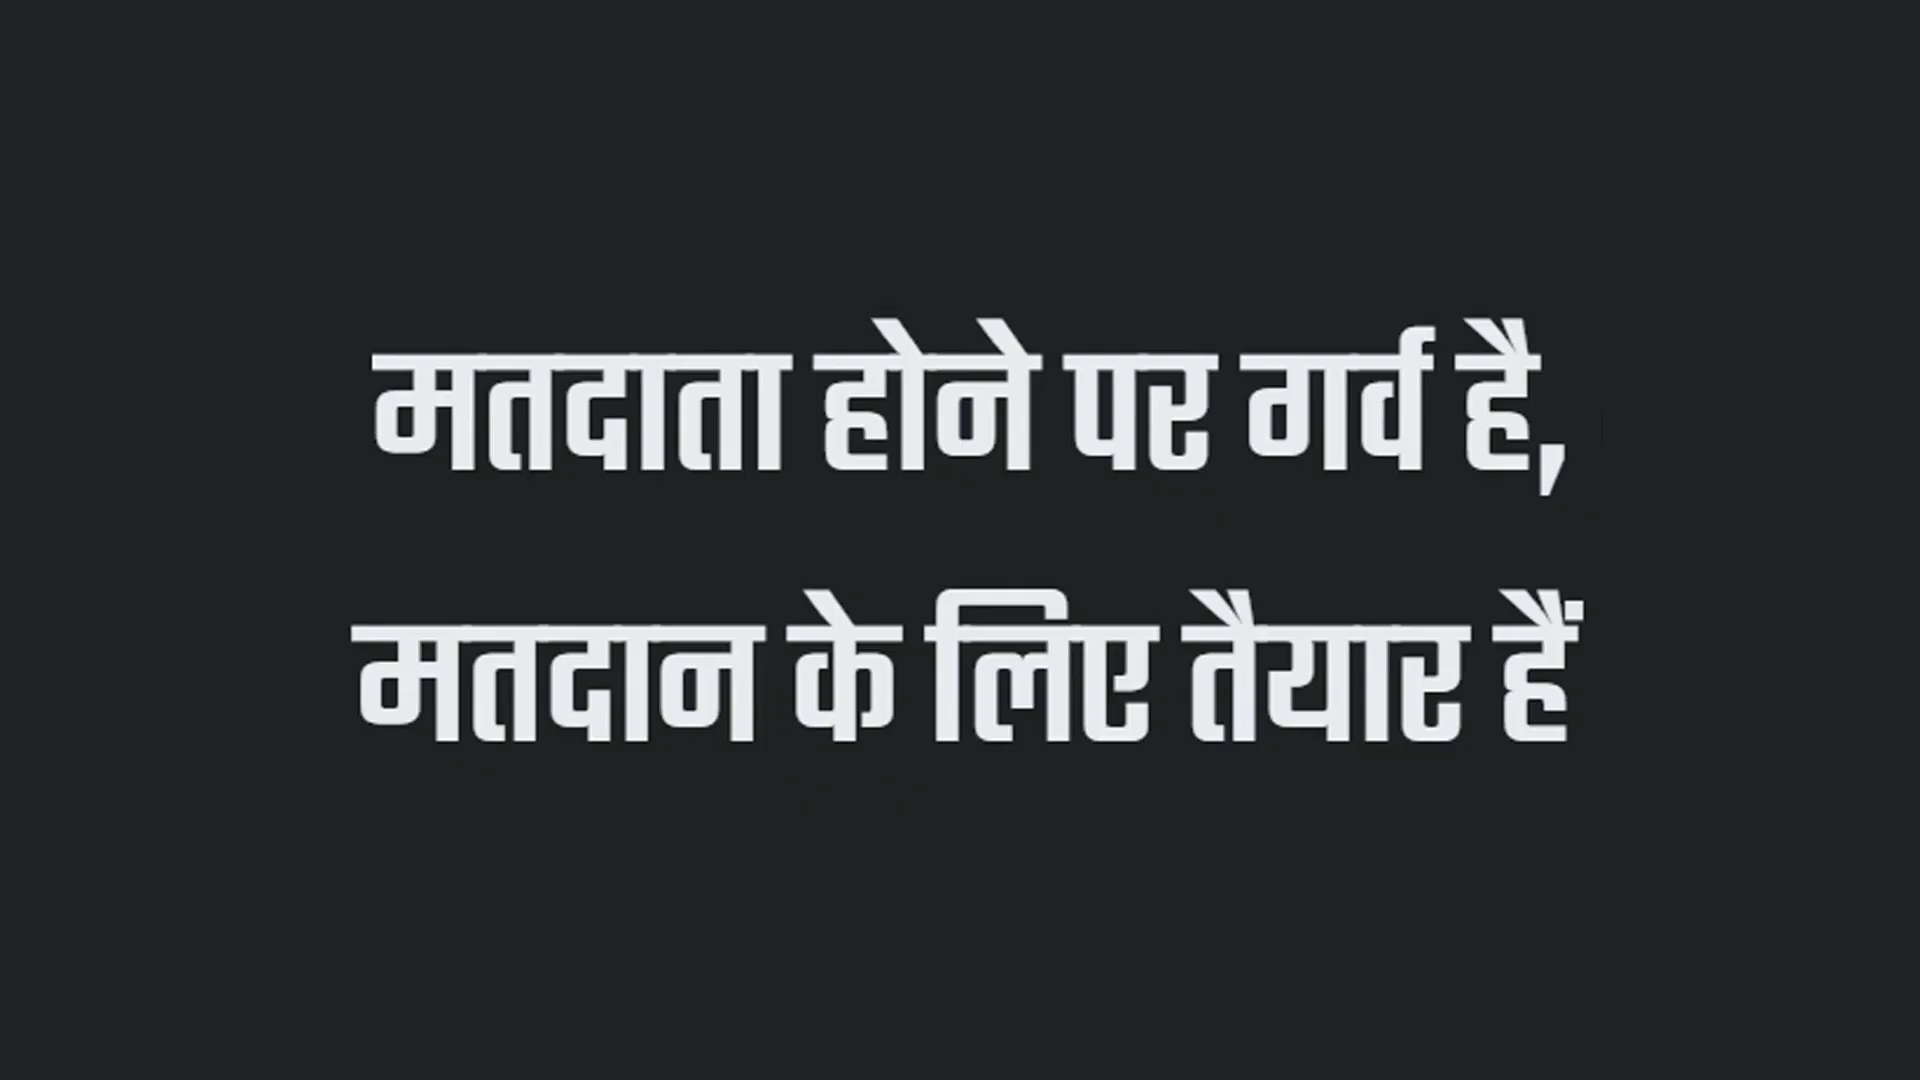 मतदाता होने पर गर्व है,
मतदान के लिए तैयार हैं